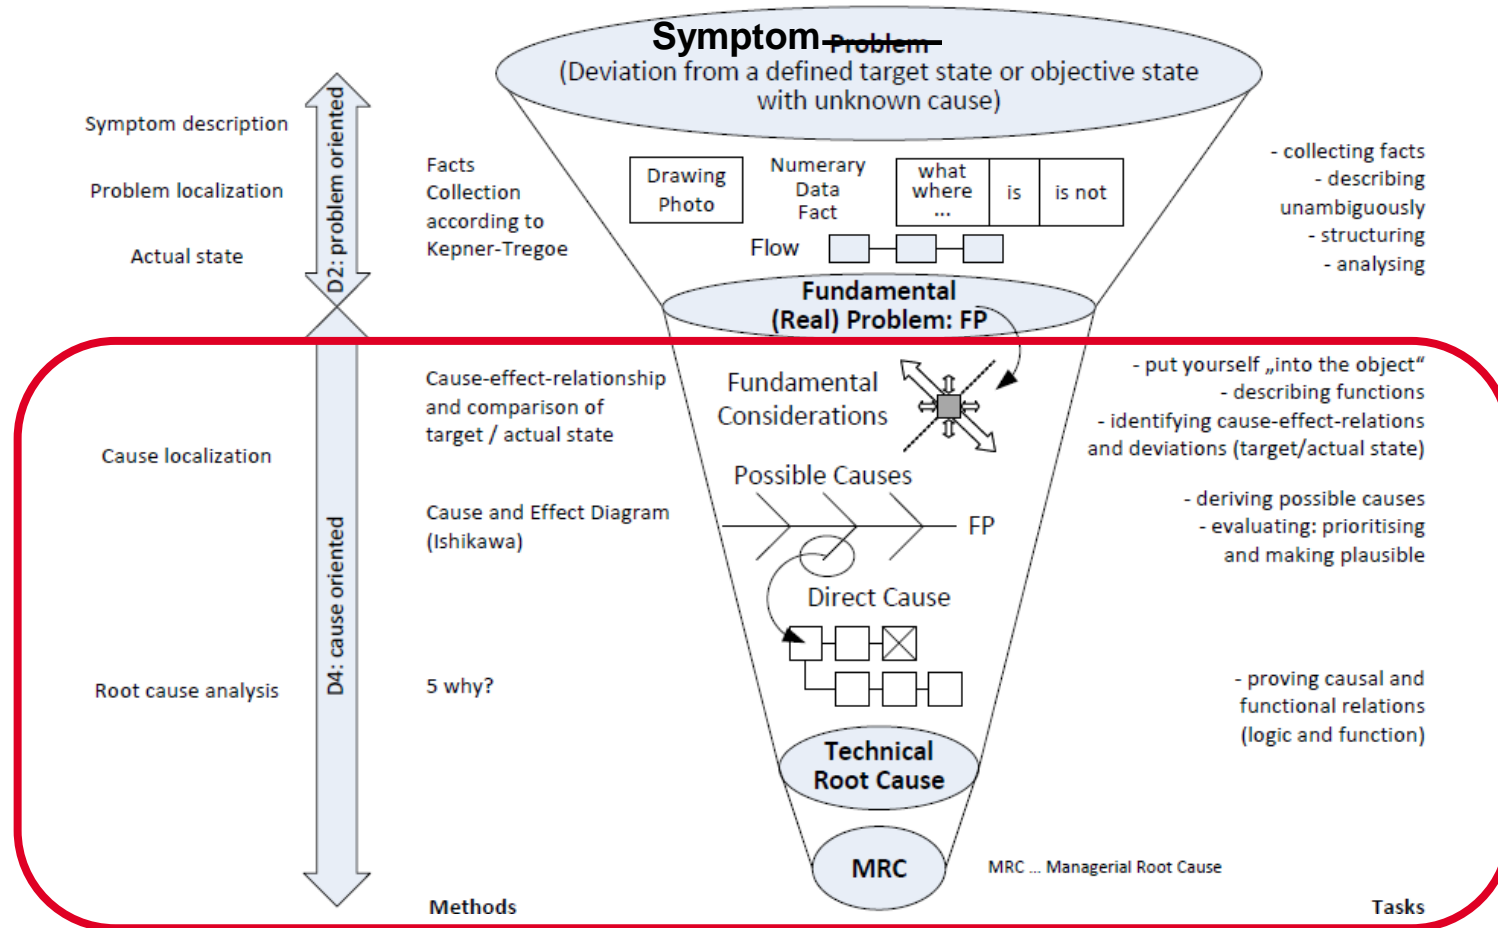 Symptom Problem
(Deviation from a defined target state or objective state
with unknown cause)
D2: problem oriented
Symptom description
Problem localization
Actual state
Facts
Collection
according to
Kepner-Tregoe
Drawing
Photo
Numerary
Data
Fact
what
where
...
is
is not
Flow
- collecting facts
- describing
unambiguously
- structuring
- analysing
Fundamental
(Real) Problem: FP
D4: cause oriented
Cause localization
Cause-effect-relationship
and comparison of
target / actual state
Fundamental
Considerations
- put yourself „into the object“
- describing functions
- identifying cause-effect-relations
and deviations (target/actual state)
Possible Causes
Cause and Effect Diagram
(Ishikawa)
FP
- deriving possible causes
- evaluating: prioritising
and making plausible
Direct Cause
Root cause analysis
5 why?
- proving causal and
functional relations
(logic and function)
Technical
Root Cause
MRC
MRC ... Managerial Root Cause
Methods
Tasks